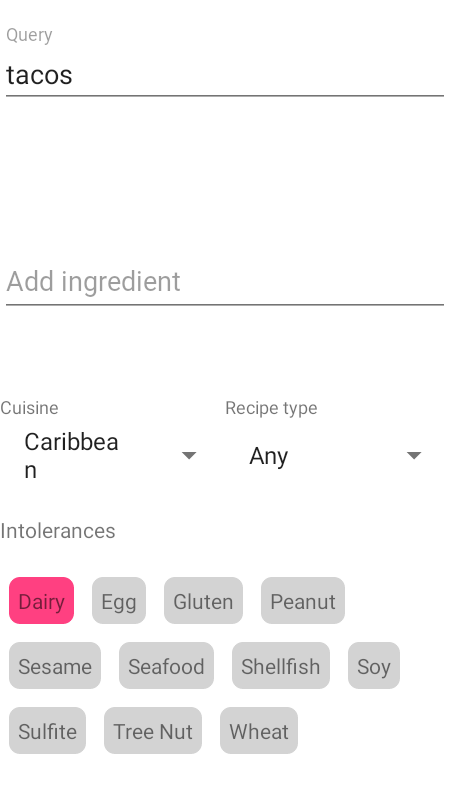 Query
tacos
Add ingredient
Cuisine Recipe type
Caribbea
n
Any
Intolerances
Dairy Egg Gluten Peanut
Sesame Seafood Shellfish Soy
Sulfite Tree Nut Wheat